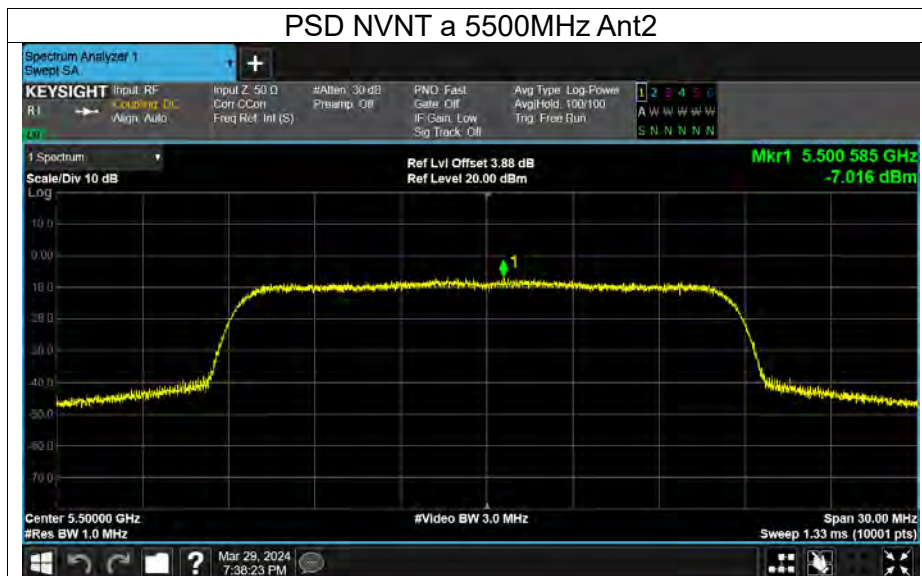 PSD NVNT a 5500MHz Ant2
Spectrum Analyzer 1
Swept SA
+
KEYSIGHT Input: RF Input Z: 50 Ω #Atten: 30 dB PNO: Fast Avg Type: Log-Power 1 2 3 4 5 6
Coupling: DC Corr CCorr Preamp: Off Gate: Off Avg|Hold: 100/100 A W W W W W
Align: Auto Freq Ref: Int (S) IF Gain: Low Trig: Free Run
Sig Track: Off S N N N N N
1 Spectrum Ref Lvl Offset 3.88 dB Mkr1 5.500 585 GHz
Scale/Div 10 dB Ref Level 20.00 dBm -7.016 dBm
Log
10.0
0.00
-10.0
-20.0
-30.0
-40.0
-50.0
-60.0
-70.0
1
Center 5.50000 GHz #Video BW 3.0 MHz Span 30.00 MHz
#Res BW 1.0 MHz Sweep 1.33 ms (10001 pts)
? Mar 29, 2024
7:38:23 PM